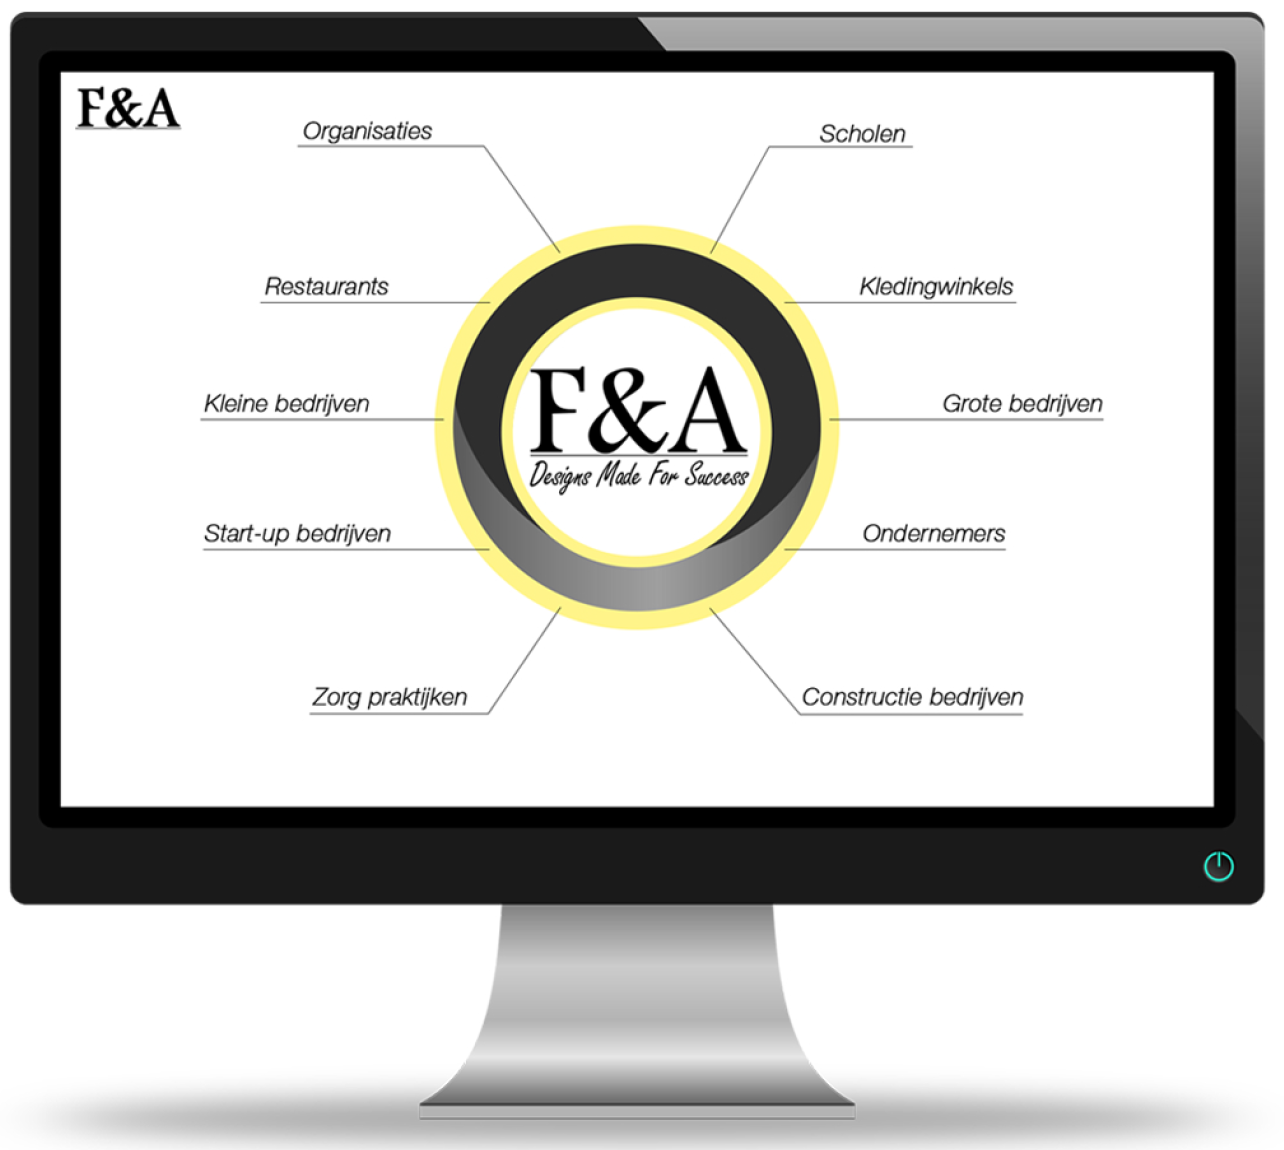 F&A
Organisaties
Scholen
Restaurants
Kledingwinkels
Kleine bedrijven
Grote bedrijven
F&A
Designs Made For Success
Start-up bedrijven
Ondernemers
Zorg praktijken
Constructie bedrijven